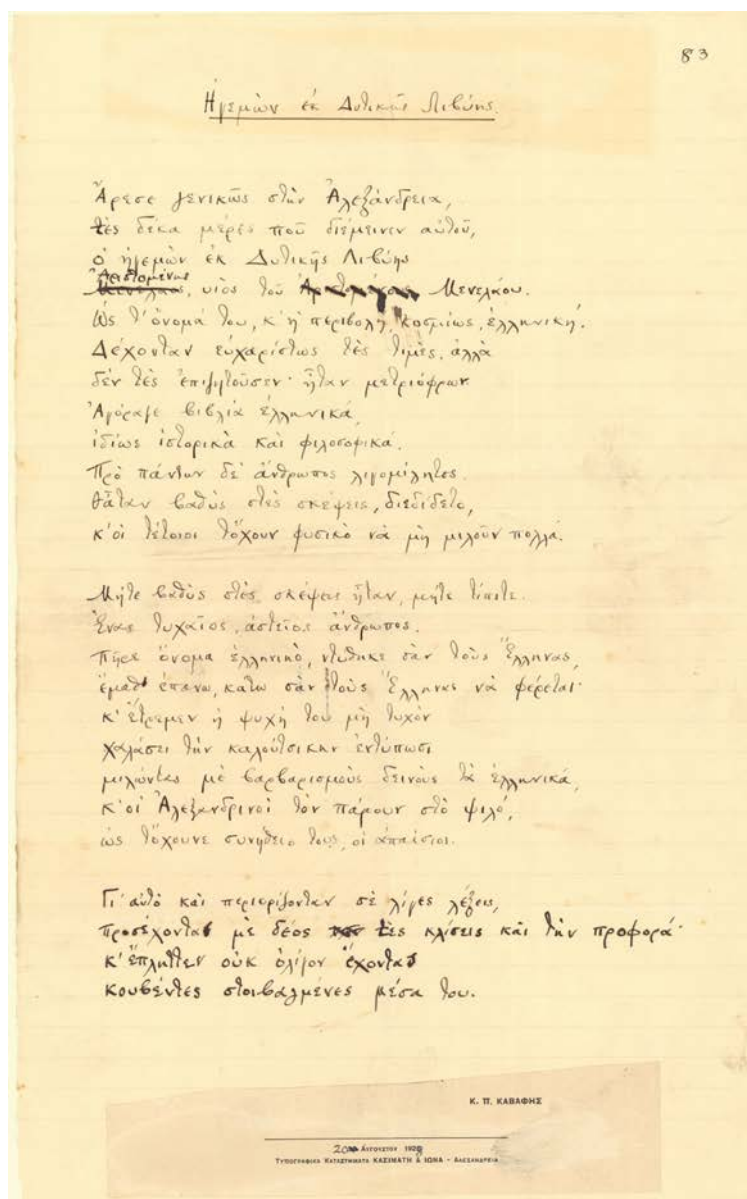 83
Ηγεμών εκ Δυτικής Λιβύης.
Άρεσε γενικώς στην Αλεξάνδρεια,
τες δέκα μέρες που διέμεινεν αυτού,
ο ηγεμών εκ Δυτικής Λιβύης
Αριστομένης, υιός του Μενελάου.
Ως τ' όνομά του, κ' η περιβολή, κοσμίως, ελληνική.
Δέχονταν ευχαρίστως τες τιμές, αλλά
δεν τες επιζητούσεν· ήταν μετριόφρων.
Αγόραζε βιβλία ελληνικά,
ιδίως ιστορικά και φιλοσοφικά.
Προ πάντων δε άνθρωπος λιγομίλητος.
Θάταν βαθύς στες σκέψεις, διεδίδετο,
κ' οι τέτοιοι τόχουν φυσικό να μη μιλούν πολλά.
Μήτε βαθύς στες σκέψεις ήταν, μήτε τίποτε.
Ένας τυχαίος, αστείος άνθρωπος.
Πήρε όνομα ελληνικό, ντύθηκε σαν τους Έλληνας,
έμαθ' επάνω, κάτω σαν τους Έλληνας να φέρεται·
κ' έτρεμεν η ψυχή του μη τυχόν
χαλάσει την καλούτσικην εντύπωσι
μιλώντας με βαρβαρισμούς δεινούς τα ελληνικά,
κ' οι Αλεξανδρινοί τον πάρουν στο ψιλό,
ως τόχουνε συνήθειο τους, οι απαίσιοι.
Γι' αυτό και περιορίζονταν σε λίγες λέξεις,
προσέχοντας με δέος τες κλίσεις και την προφορά·
κ' έπληττεν ουκ ολίγον έχοντας
κουβέντες στοιβαγμένες μέσα του.
Κ. Π. ΚΑΒΑΦΗΣ
20 ΑΥΓΟΥΣΤΟΥ 1928
ΤΥΠΟΓΡΑΦΙΚΑ ΚΑΤΑΣΤΗΜΑΤΑ ΚΑΣΙΜΑΤΗ & ΙΩΝΑ - ΑΛΕΞΑΝΔΡΕΙΑ